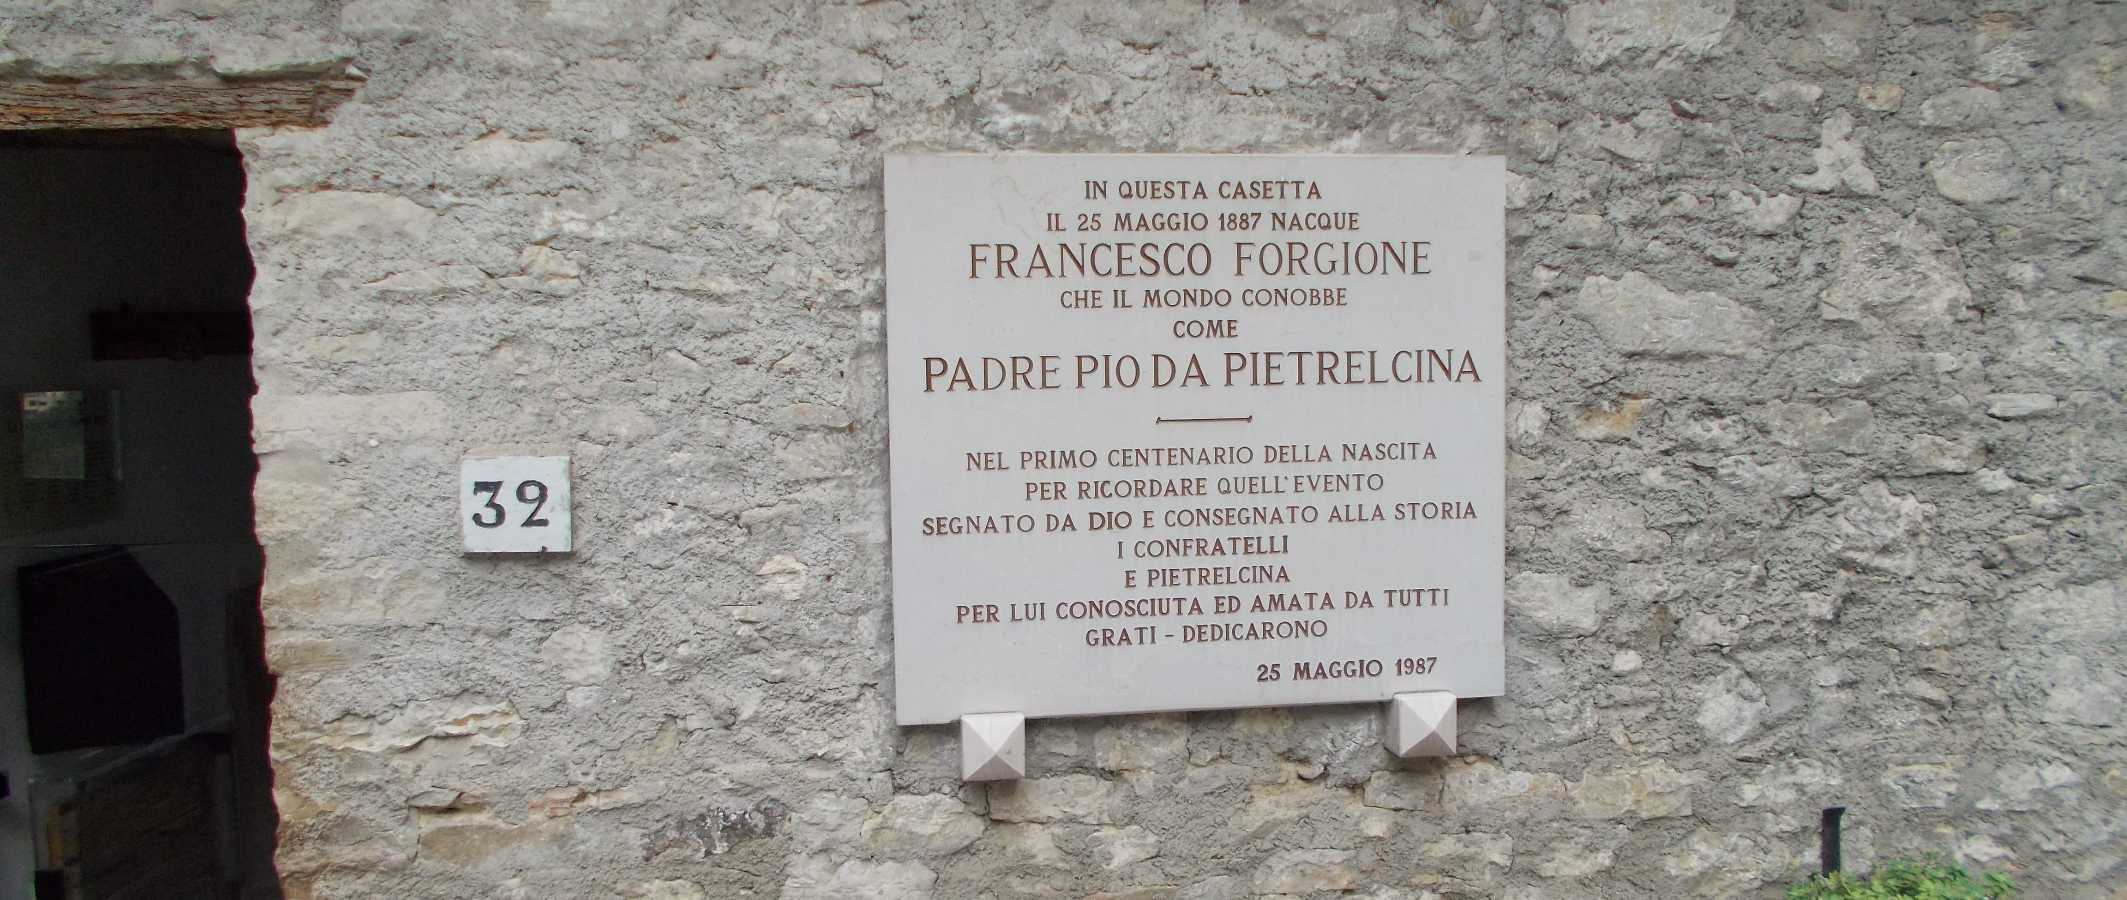 32
IN QUESTA CASETTA
IL 25 MAGGIO 1887 NACQUE
FRANCESCO FORGIONE
CHE IL MONDO CONOBBE
COME
PADRE PIO DA PIETRELCINA
NEL PRIMO CENTENARIO DELLA NASCITA
PER RICORDARE QUELL'EVENTO
SEGNATO DA DIO E CONSEGNATO ALLA STORIA
I CONFRATELLI
E PIETRELCINA
PER LUI CONOSCIUTA ED AMATA DA TUTTI
GRATI - DEDICARONO
25 MAGGIO 1987